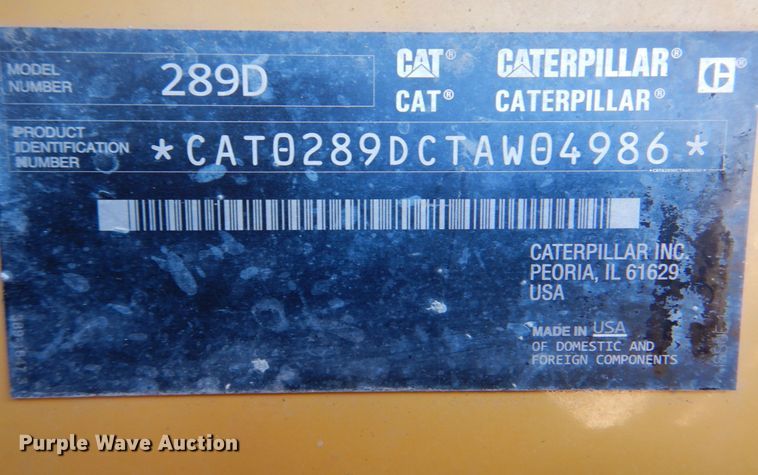 MODEL
NUMBER
289D
CAT® CATERPILLAR®
CAT® CATERPILLAR®
PRODUCT
IDENTIFICATION
NUMBER
*CAT0289DCTAW04986*
CATERPILLAR INC.
PEORIA, IL 61629
USA
MADE IN USA
OF DOMESTIC AND
FOREIGN COMPONENTS
Purple Wave Auction